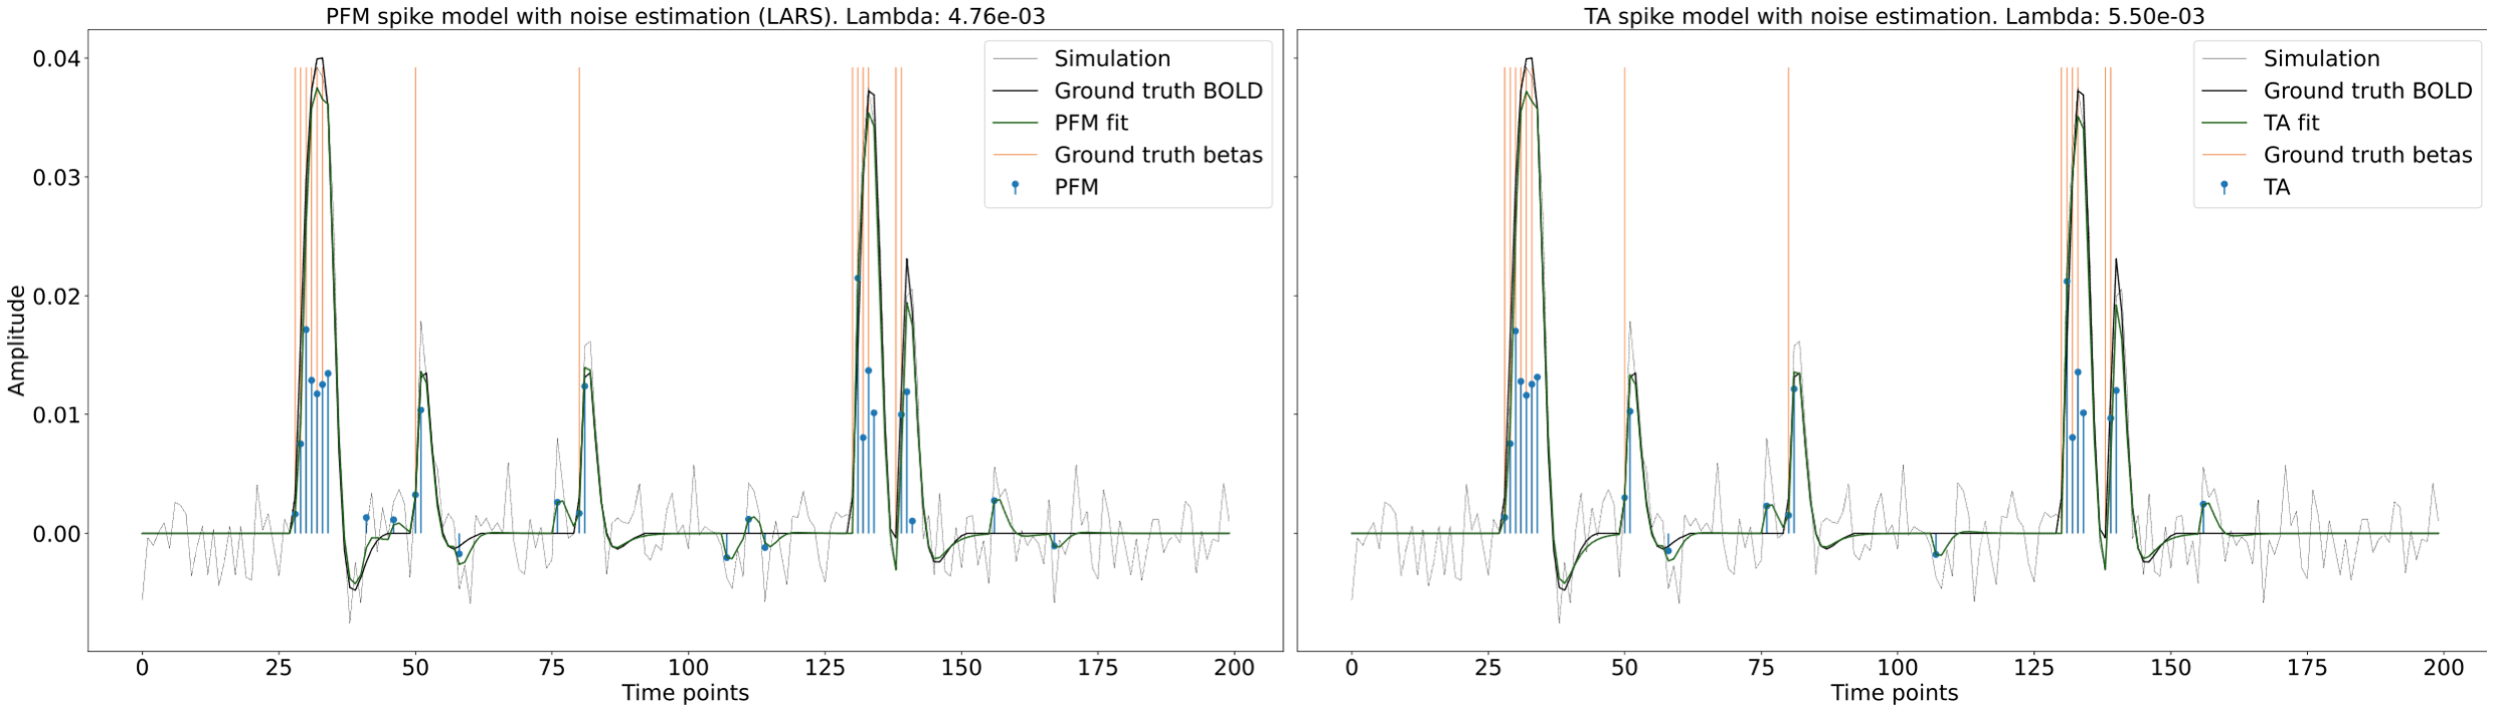 PFM spike model with noise estimation (LARS). Lambda: 4.76e-03
Simulation
Ground truth BOLD
PFM fit
Ground truth betas
PFM
Amplitude
0.04
0.03
0.02
0.01
0.00
0 25 50 75 100 125 150 175 200
Time points
TA spike model with noise estimation. Lambda: 5.50e-03
Simulation
Ground truth BOLD
TA fit
Ground truth betas
TA
0 25 50 75 100 125 150 175 200
Time points